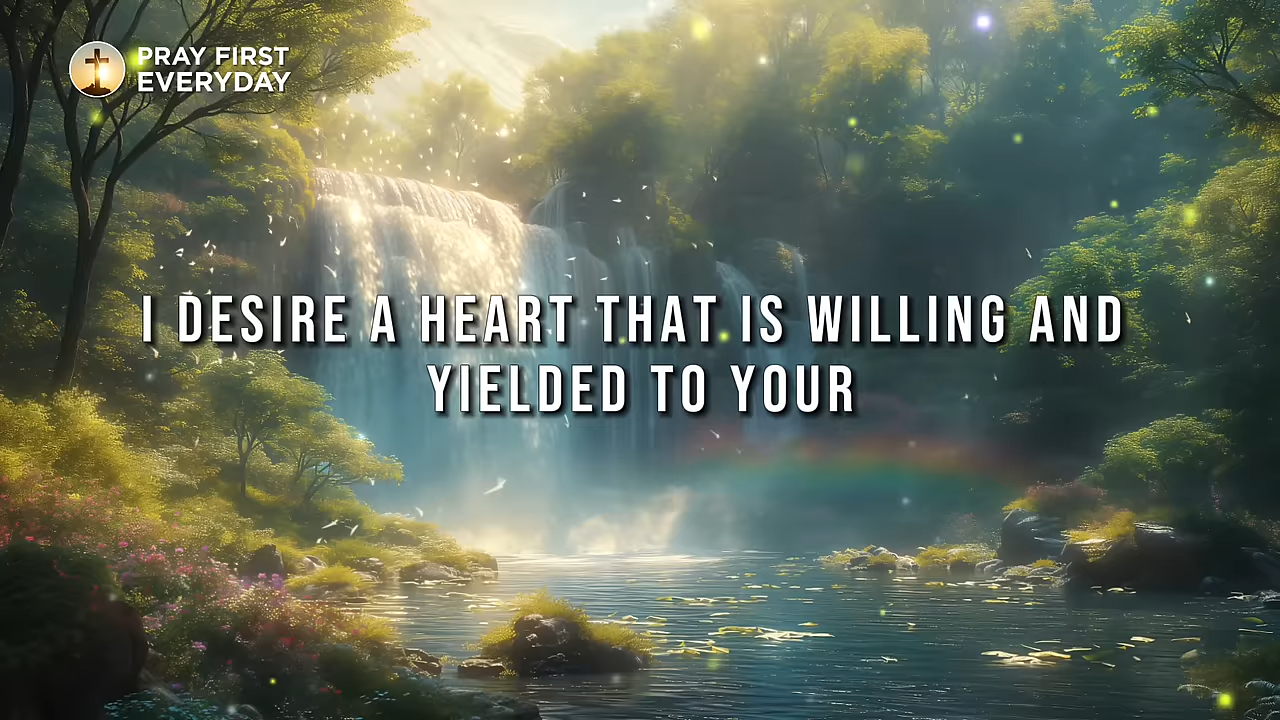 PRAY FIRST
EVERYDAY
I DESIRE A HEART THAT IS WILLING AND
YIELDED TO YOUR